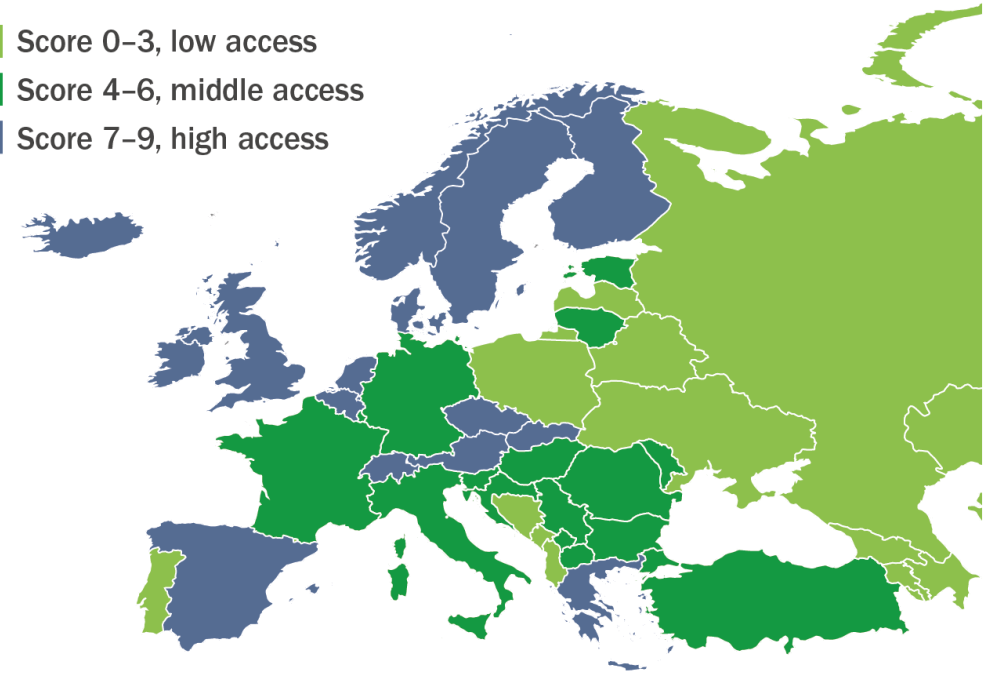 Score 0–3, low access
Score 4–6, middle access
Score 7–9, high access